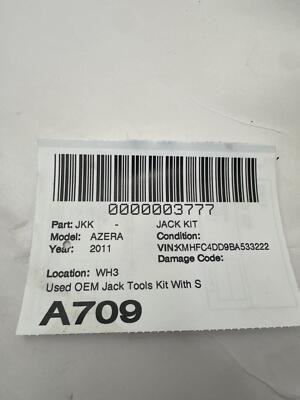 0000003777
Part: JKK - JACK KIT
Model: AZERA Condition:
Year: 2011 VIN:KMHFC4DD9BA533222
Damage Code:
Location: WH3
Used OEM Jack Tools Kit With S
A709